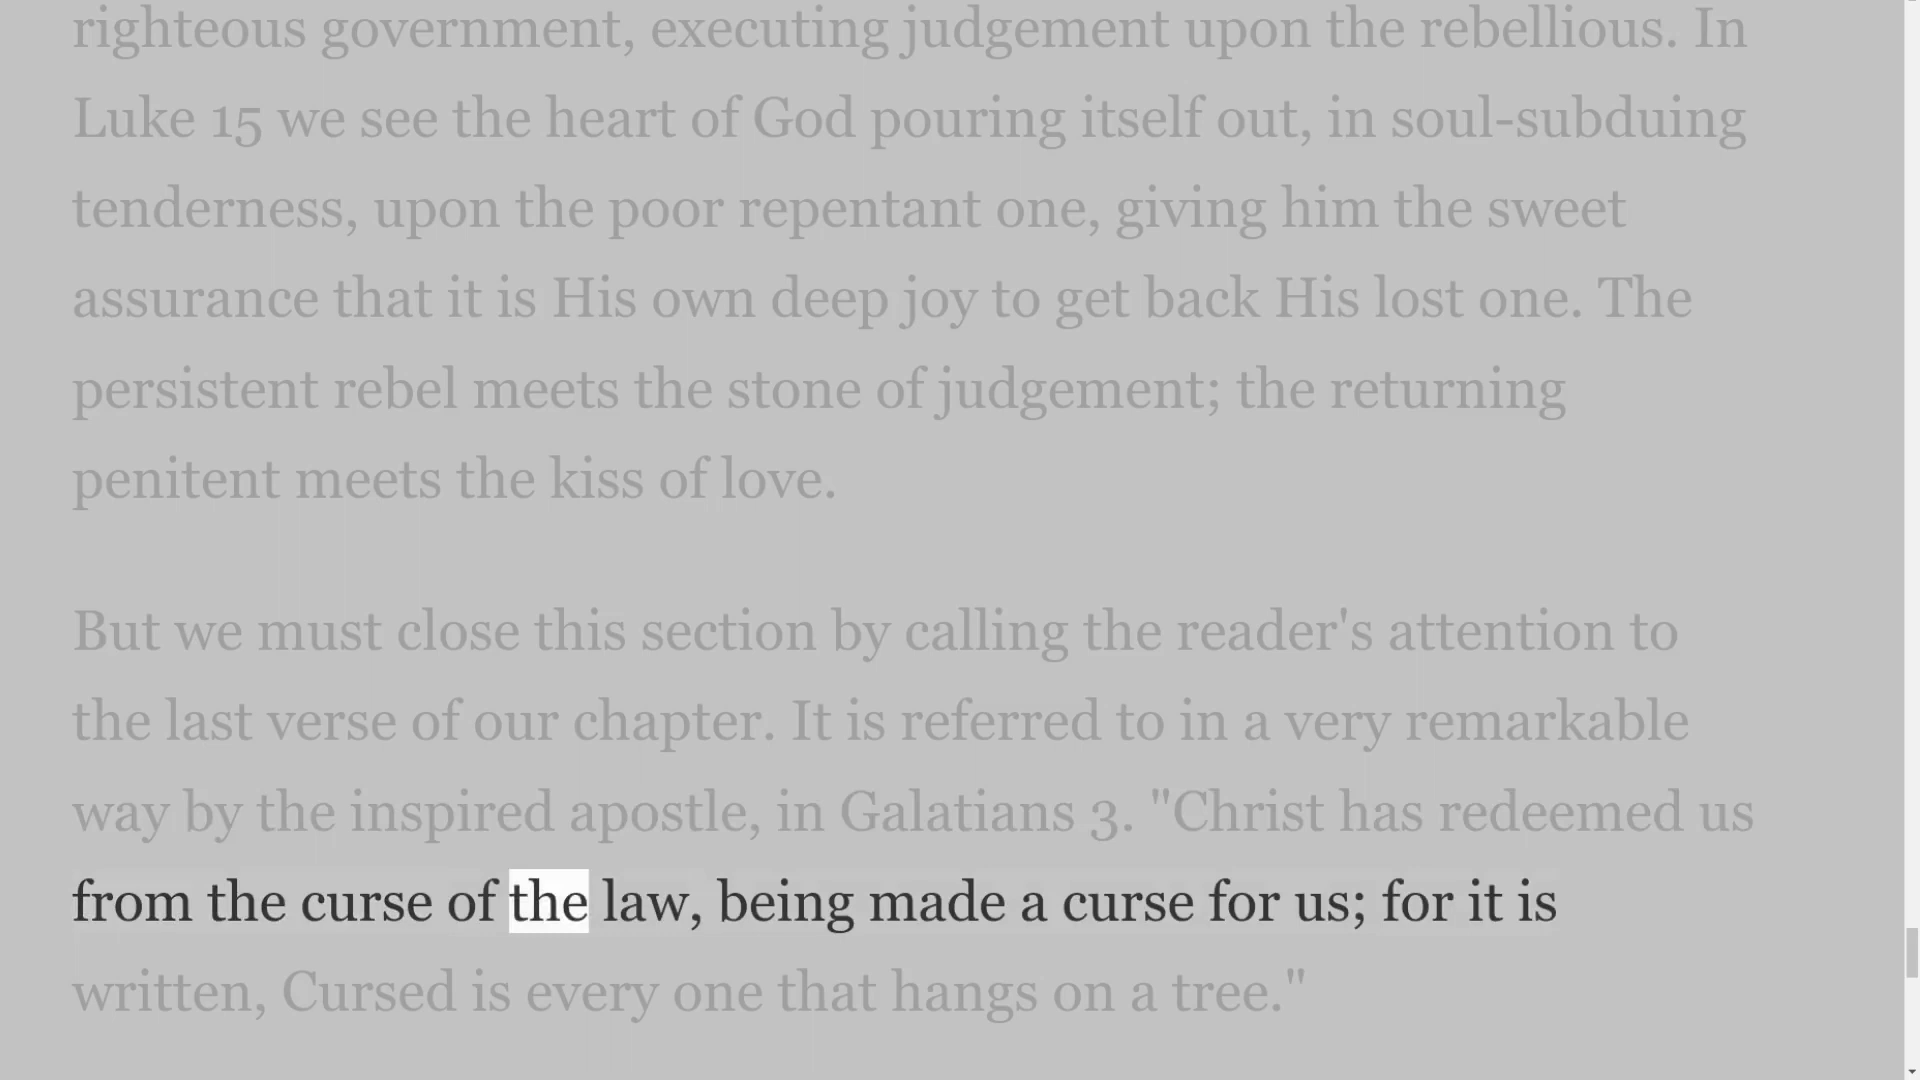 righteous government, executing judgement upon the rebellious. In
Luke 15 we see the heart of God pouring itself out, in soul-subduing
tenderness, upon the poor repentant one, giving him the sweet
assurance that it is His own deep joy to get back His lost one. The
persistent rebel meets the stone of judgement; the returning
penitent meets the kiss of love.
But we must close this section by calling the reader's attention to
the last verse of our chapter. It is referred to in a very remarkable
way by the inspired apostle, in Galatians 3. "Christ has redeemed us
from the curse of the law, being made a curse for us; for it is
written, Cursed is every one that hangs on a tree."